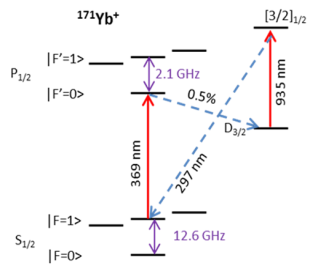 171Yb+
[3/2]1/2
|F'=1>
P1/2
2.1 GHz
|F'=0>
0.5%
935 nm
D3/2
369 nm
297 nm
|F=1>
S1/2
12.6 GHz
|F=0>